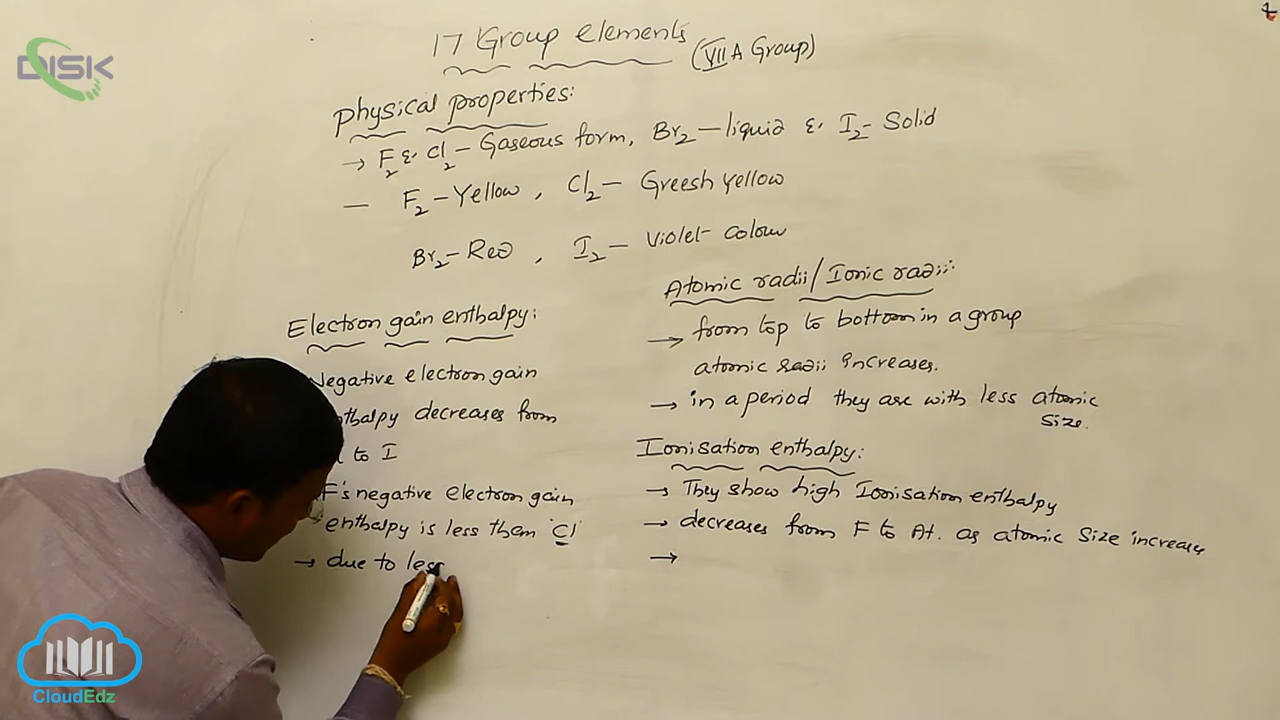 DISK
17 Group elements
(VII A Group)
Physical properties:
→ F2 & Cl2 - Gaseous form, Br2 - liquid & I2 - Solid
— F2 - Yellow, Cl2 - Greesh yellow
Br2 - Red, I2 - Violet colour
Electron gain enthalpy:
Negative electron gain
enthalpy decreases from
to I
F's negative electron gain
enthalpy is less them 'Cl'
→ due to less
Atomic radii/Ionic radii:
→ from top to bottom in a group
atomic radii increases.
→ in a period they are with less atomic
size.
Ionisation enthalpy:
→ They show high Ionisation enthalpy
→ decreases from F to At. as atomic size increase
→
CloudEdz